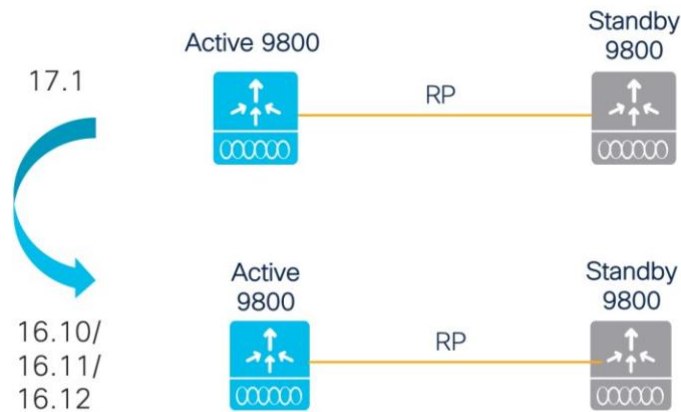 Active 9800
Standby
9800
17.1
RP
Active
9800
Standby
9800
RP
16.10/
16.11/
16.12